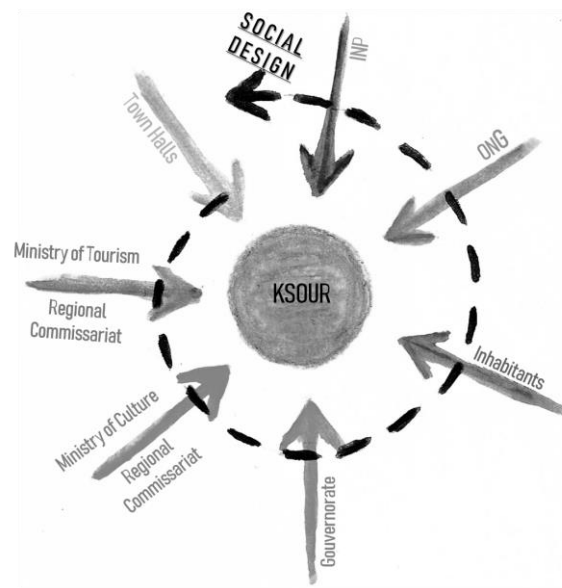 SOCIAL
DESIGN
INP
Town Halls
ONG
Ministry of Tourism
Regional
Commissariat
KSOUR
Inhabitants
Ministry of Culture
Regional
Commissariat
Gouvernorate